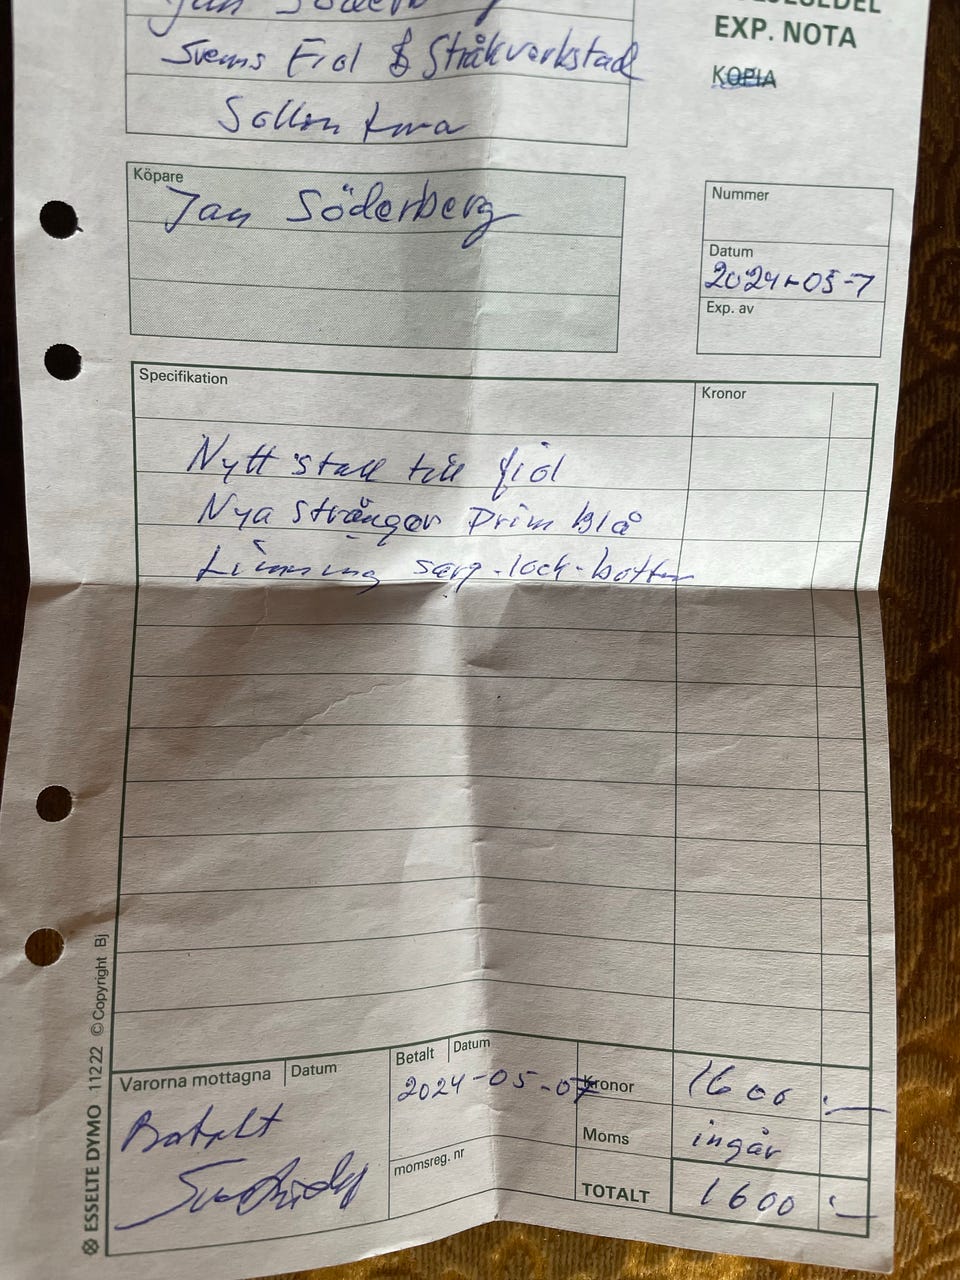 Jan Söderberg
EXP. NOTA
Svens Fiol & Stråkverkstad
KOPIA
Sollentuna
Köpare
Jan Söderberg
Nummer
Datum
2024-05-7
Exp. av
Specifikation
Kronor
Nytt stall till fiol
Nya strängar Prim blå
Limning sarg-lock-botten
Varorna mottagna
Datum
Betalt
Datum
2024-05-07
Kronor
1600:-
Betalt
Moms
ingår
momsreg. nr
TOTALT
1600:-
ESSELTE DYMO 11222 © Copyright Bj